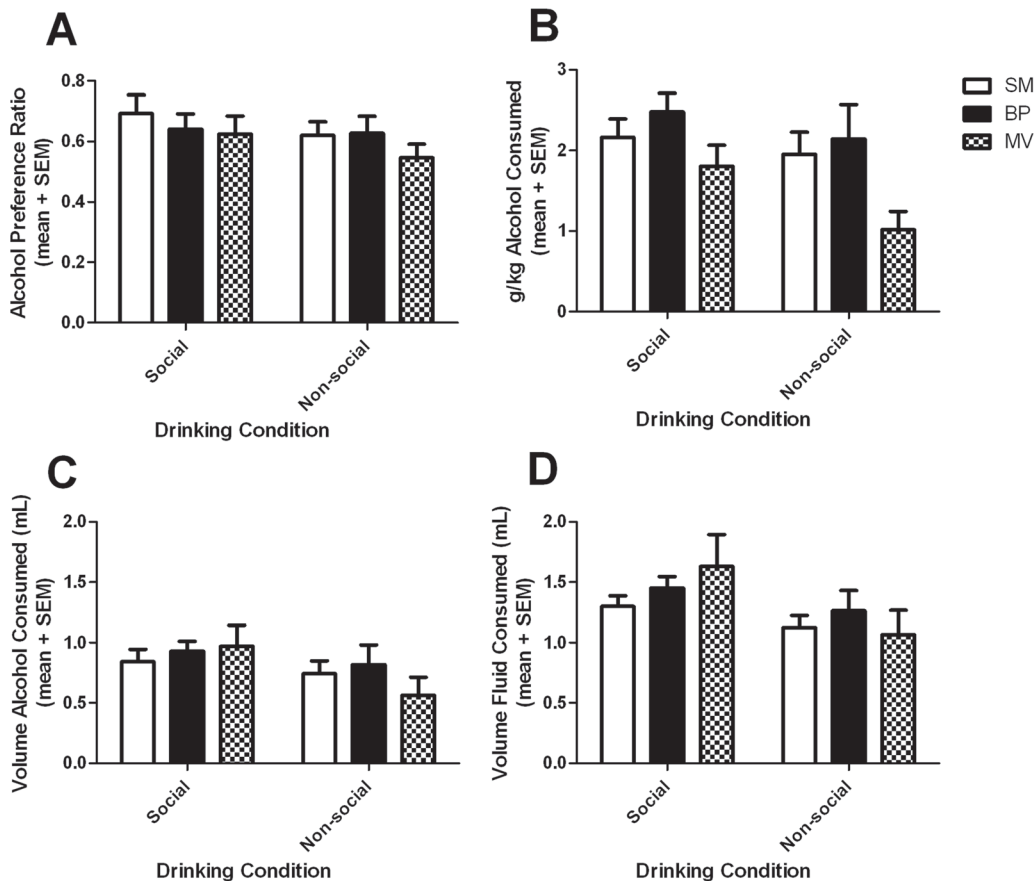 A
Alcohol Preference Ratio
(mean + SEM)
0.8
0.6
0.4
0.2
0.0
Social
Non-social
Drinking Condition
B
g/kg Alcohol Consumed
(mean + SEM)
3
2
1
0
Social
Non-social
Drinking Condition
SM
BP
MV
C
Volume Alcohol Consumed (mL)
(mean + SEM)
2.0
1.5
1.0
0.5
0.0
Social
Non-social
Drinking Condition
D
Volume Fluid Consumed (mL)
(mean + SEM)
2.0
1.5
1.0
0.5
0.0
Social
Non-social
Drinking Condition